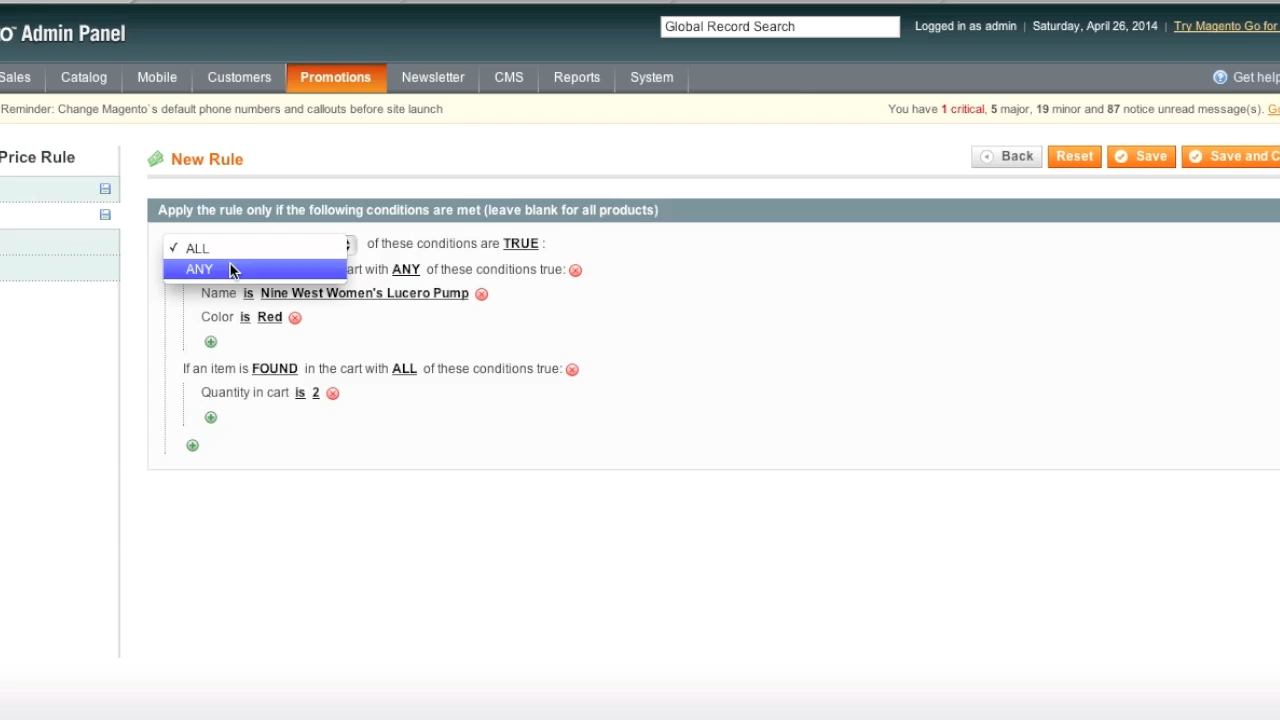 O™ Admin Panel
Global Record Search
Logged in as admin | Saturday, April 26, 2014 | Try Magento Go for
Sales Catalog Mobile Customers Promotions Newsletter CMS Reports System Get help
Reminder: Change Magento`s default phone numbers and callouts before site launch
You have 1 critical, 5 major, 19 minor and 87 notice unread message(s). Go
Price Rule
New Rule
Back Reset Save Save and C
Apply the rule only if the following conditions are met (leave blank for all products)
✓ ALL of these conditions are TRUE :
ANY art with ANY of these conditions true:
Name is Nine West Women's Lucero Pump
Color is Red
If an item is FOUND in the cart with ALL of these conditions true:
Quantity in cart is 2